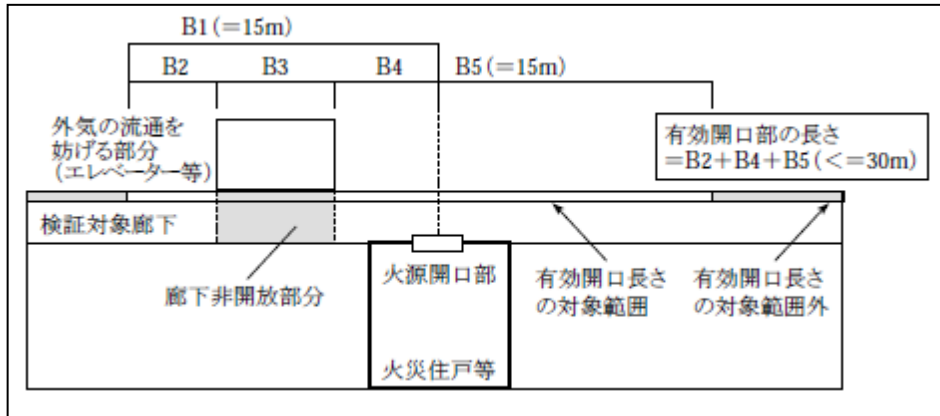 B1(=15m)
B2
B3
B4
B5(=15m)
外気の流通を
妨げる部分
(エレベーター等)
有効開口部の長さ
=B2+B4+B5(<=30m)
検証対象廊下
廊下非開放部分
火源開口部
火災住戸等
有効開口長さ
の対象範囲
有効開口長さ
の対象範囲外